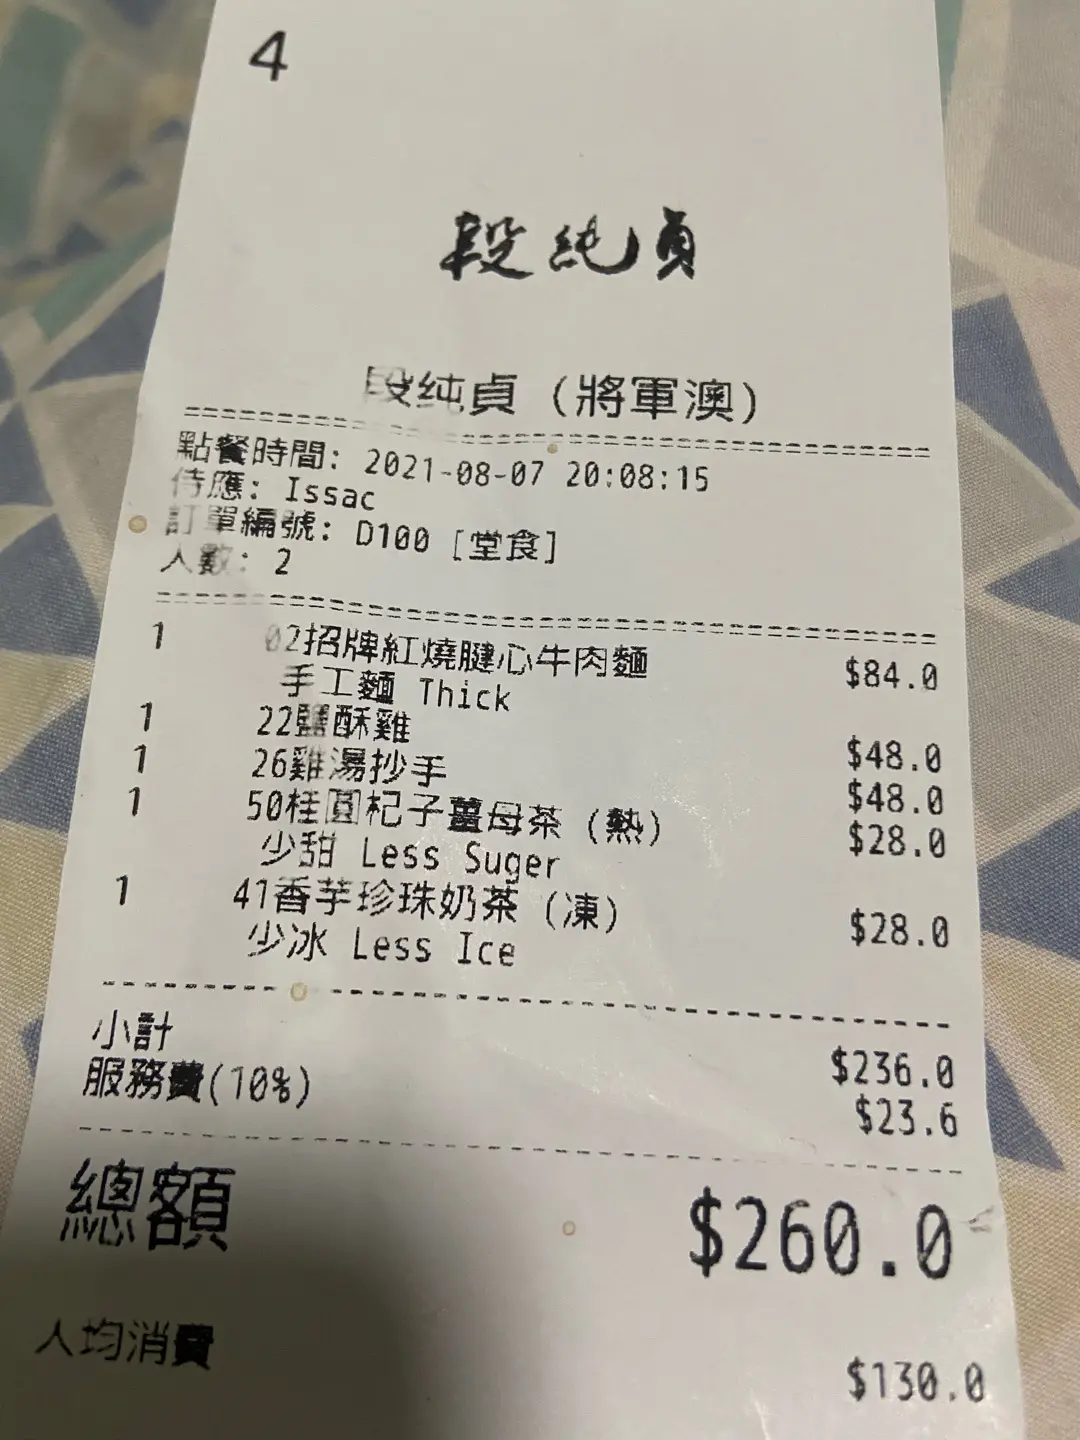 4
段純貞
段純貞 (將軍澳)
點餐時間: 2021-08-07 20:08:15
侍應: Issac
訂單編號: D100 [堂食]
人數: 2
1 02招牌紅燒腱心牛肉麵 $84.0
手工麵 Thick
1 22鹽酥雞 $48.0
1 26雞湯抄手 $48.0
1 50桂圓杞子薑母茶 (熱) $28.0
少甜 Less Suger
1 41香芋珍珠奶茶 (凍) $28.0
少冰 Less Ice
小計 $236.0
服務費(10%) $23.6
總額 $260.0
人均消費 $130.0